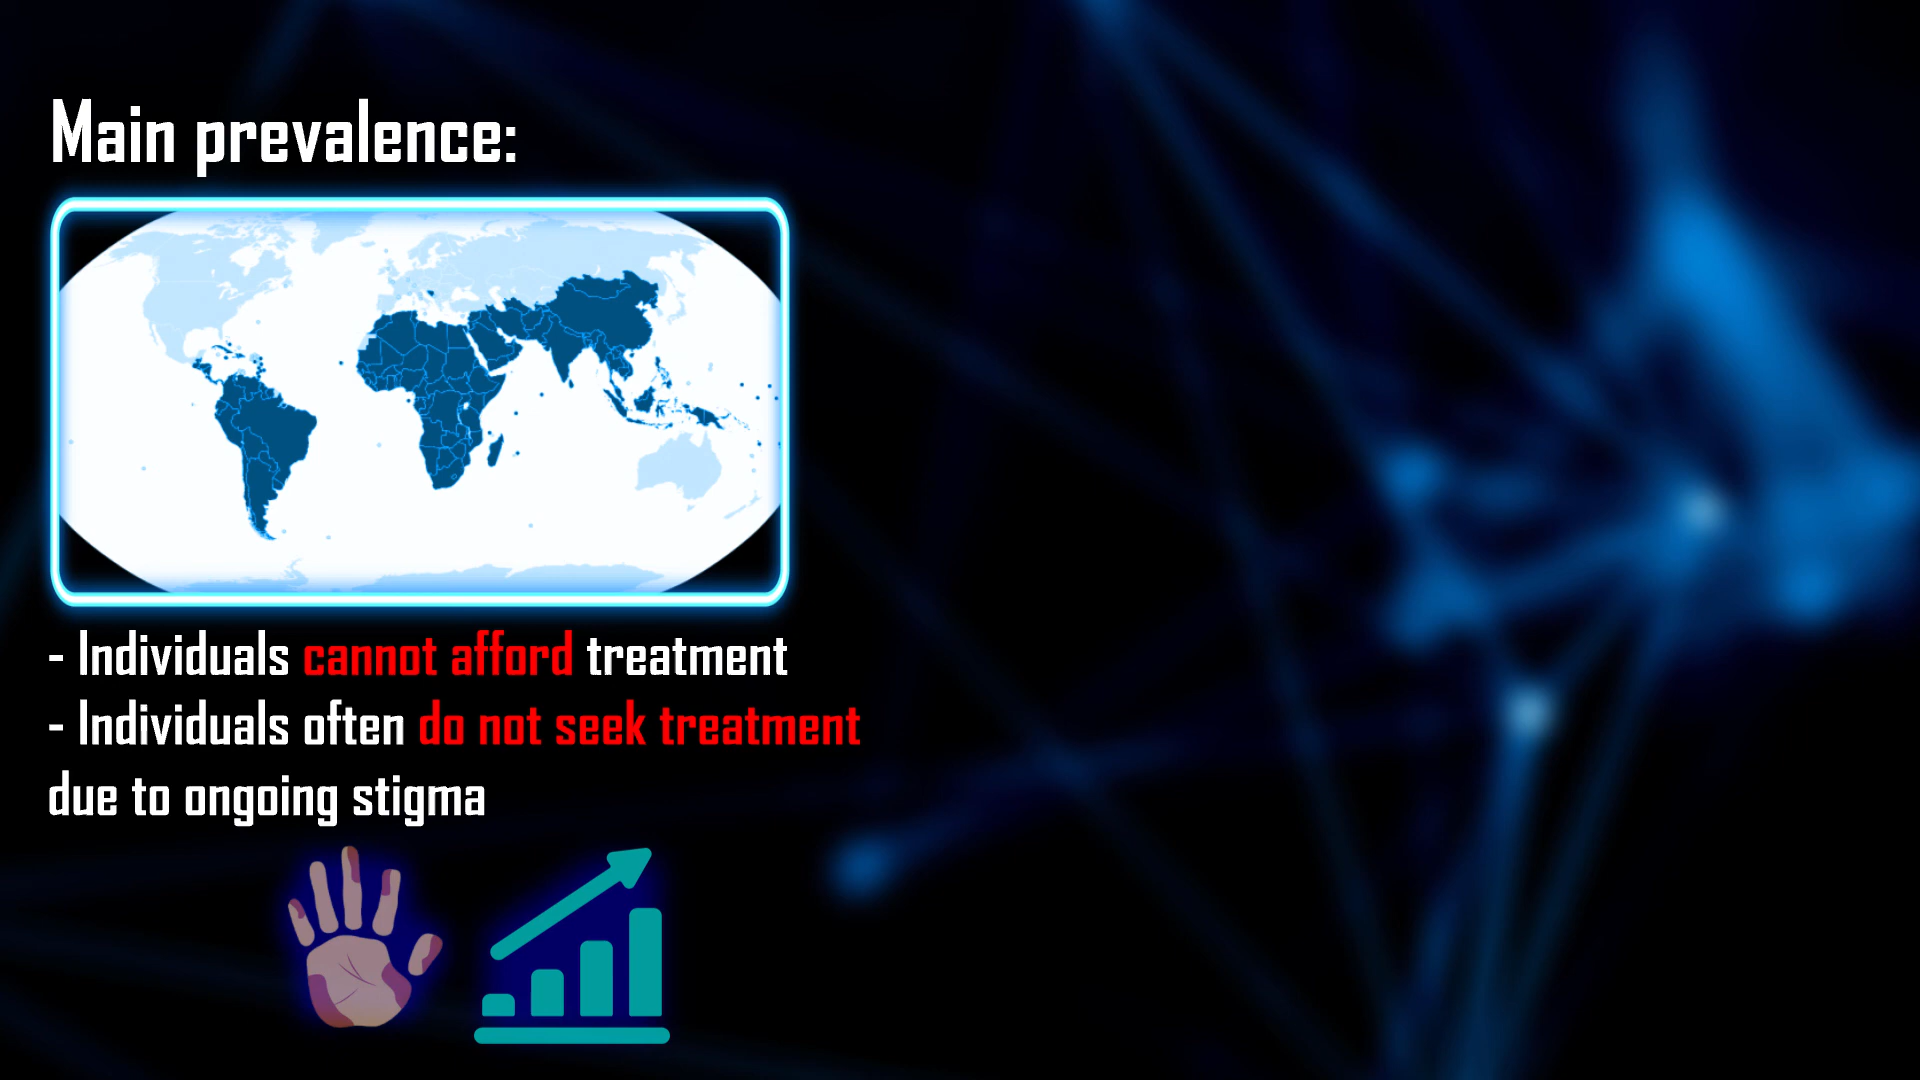 Main prevalence:
- Individuals cannot afford treatment
- Individuals often do not seek treatment
due to ongoing stigma